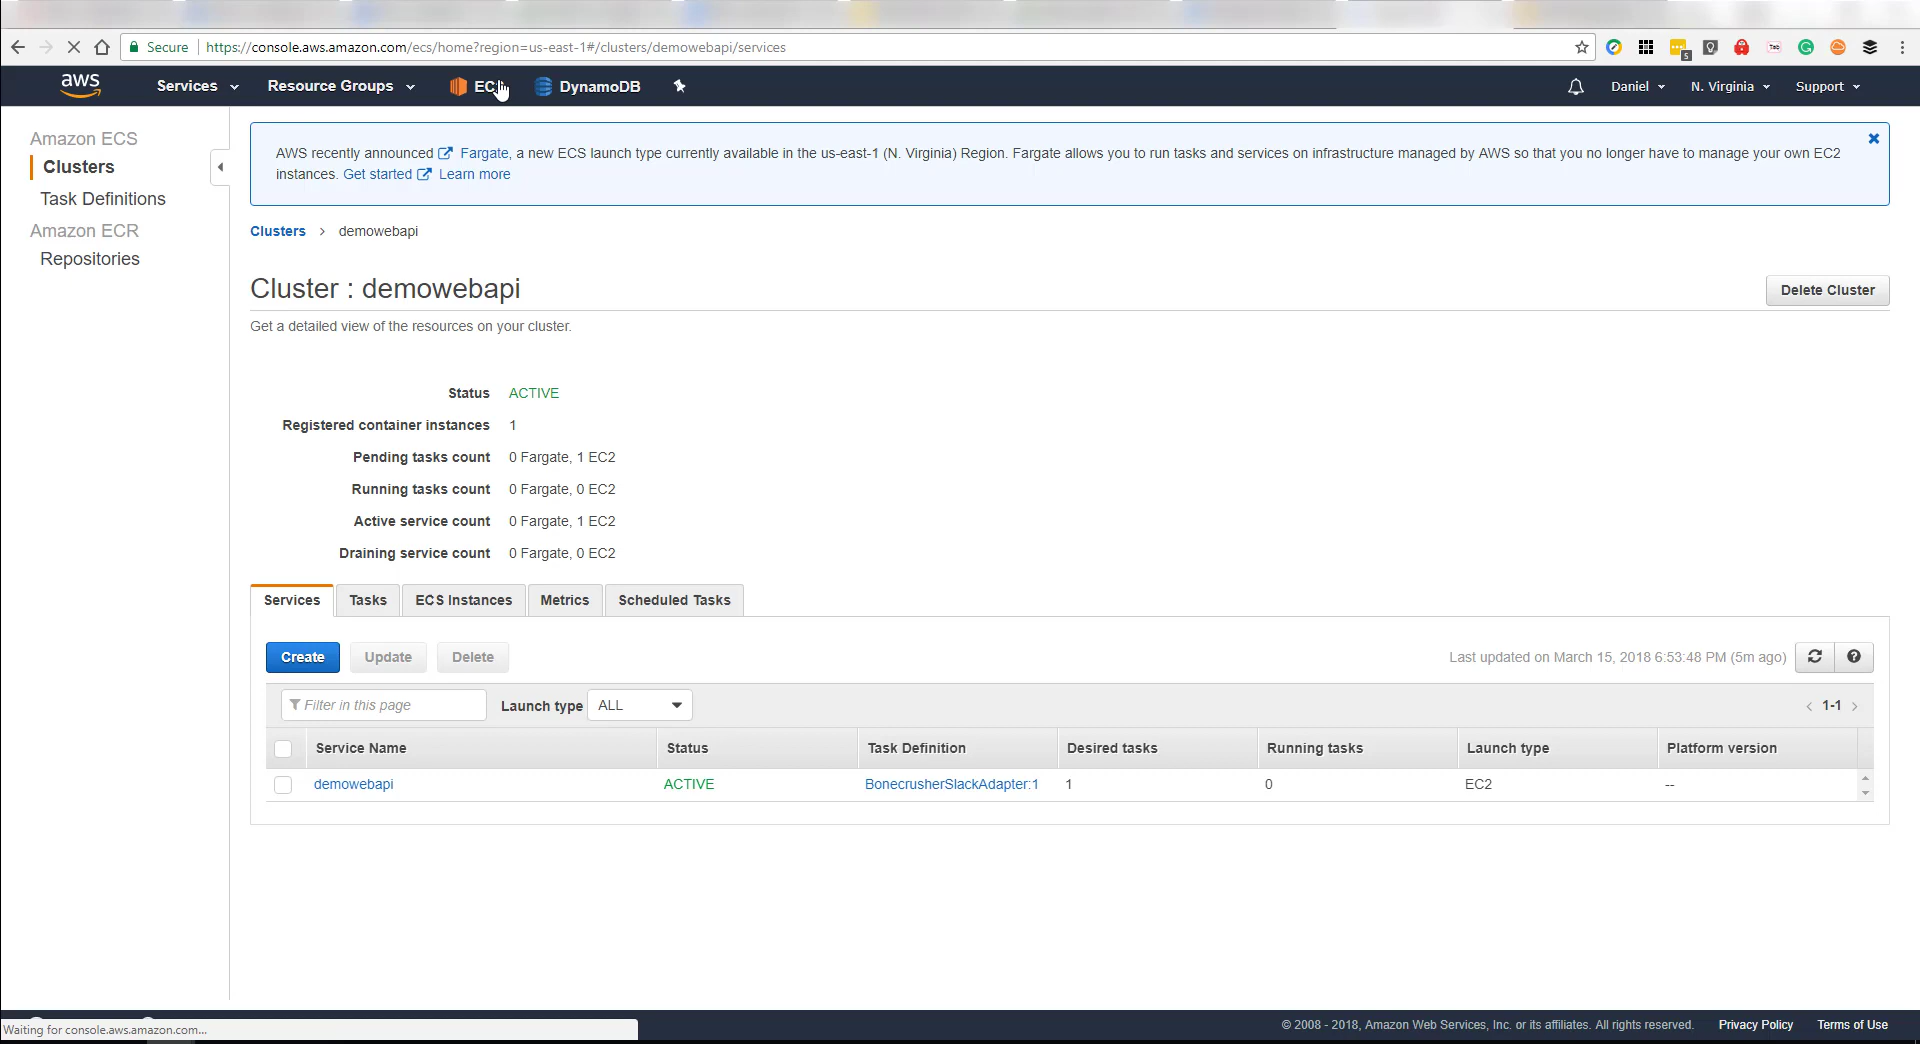 Secure https://console.aws.amazon.com/ecs/home?region=us-east-1#/clusters/demowebapi/services
5
Tab
aws Services Resource Groups EC DynamoDB Daniel N. Virginia Support
Amazon ECS
Clusters
Task Definitions
Amazon ECR
Repositories
AWS recently announced Fargate, a new ECS launch type currently available in the us-east-1 (N. Virginia) Region. Fargate allows you to run tasks and services on infrastructure managed by AWS so that you no longer have to manage your own EC2
instances. Get started Learn more
Clusters > demowebapi
Cluster : demowebapi
Delete Cluster
Get a detailed view of the resources on your cluster.
Status ACTIVE
Registered container instances 1
Pending tasks count 0 Fargate, 1 EC2
Running tasks count 0 Fargate, 0 EC2
Active service count 0 Fargate, 1 EC2
Draining service count 0 Fargate, 0 EC2
Services Tasks ECS Instances Metrics Scheduled Tasks
Create Update Delete Last updated on March 15, 2018 6:53:48 PM (5m ago)
Filter in this page Launch type ALL < 1-1 >
Service Name Status Task Definition Desired tasks Running tasks Launch type Platform version
demowebapi ACTIVE BonecrusherSlackAdapter:1 1 0 EC2 --
Waiting for console.aws.amazon.com...
© 2008 - 2018, Amazon Web Services, Inc. or its affiliates. All rights reserved. Privacy Policy Terms of Use